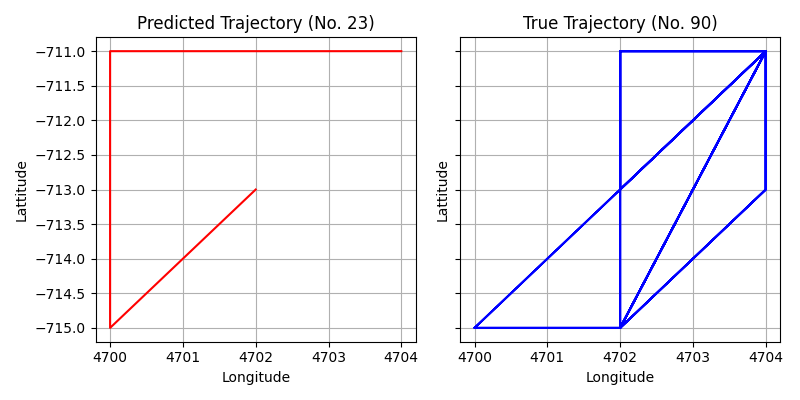 Predicted Trajectory (No. 23)
True Trajectory (No. 90)
Lattitude
−711.0
−711.5
−712.0
−712.5
−713.0
−713.5
−714.0
−714.5
−715.0
4700 4701 4702 4703 4704
Longitude
Lattitude
4700 4701 4702 4703 4704
Longitude